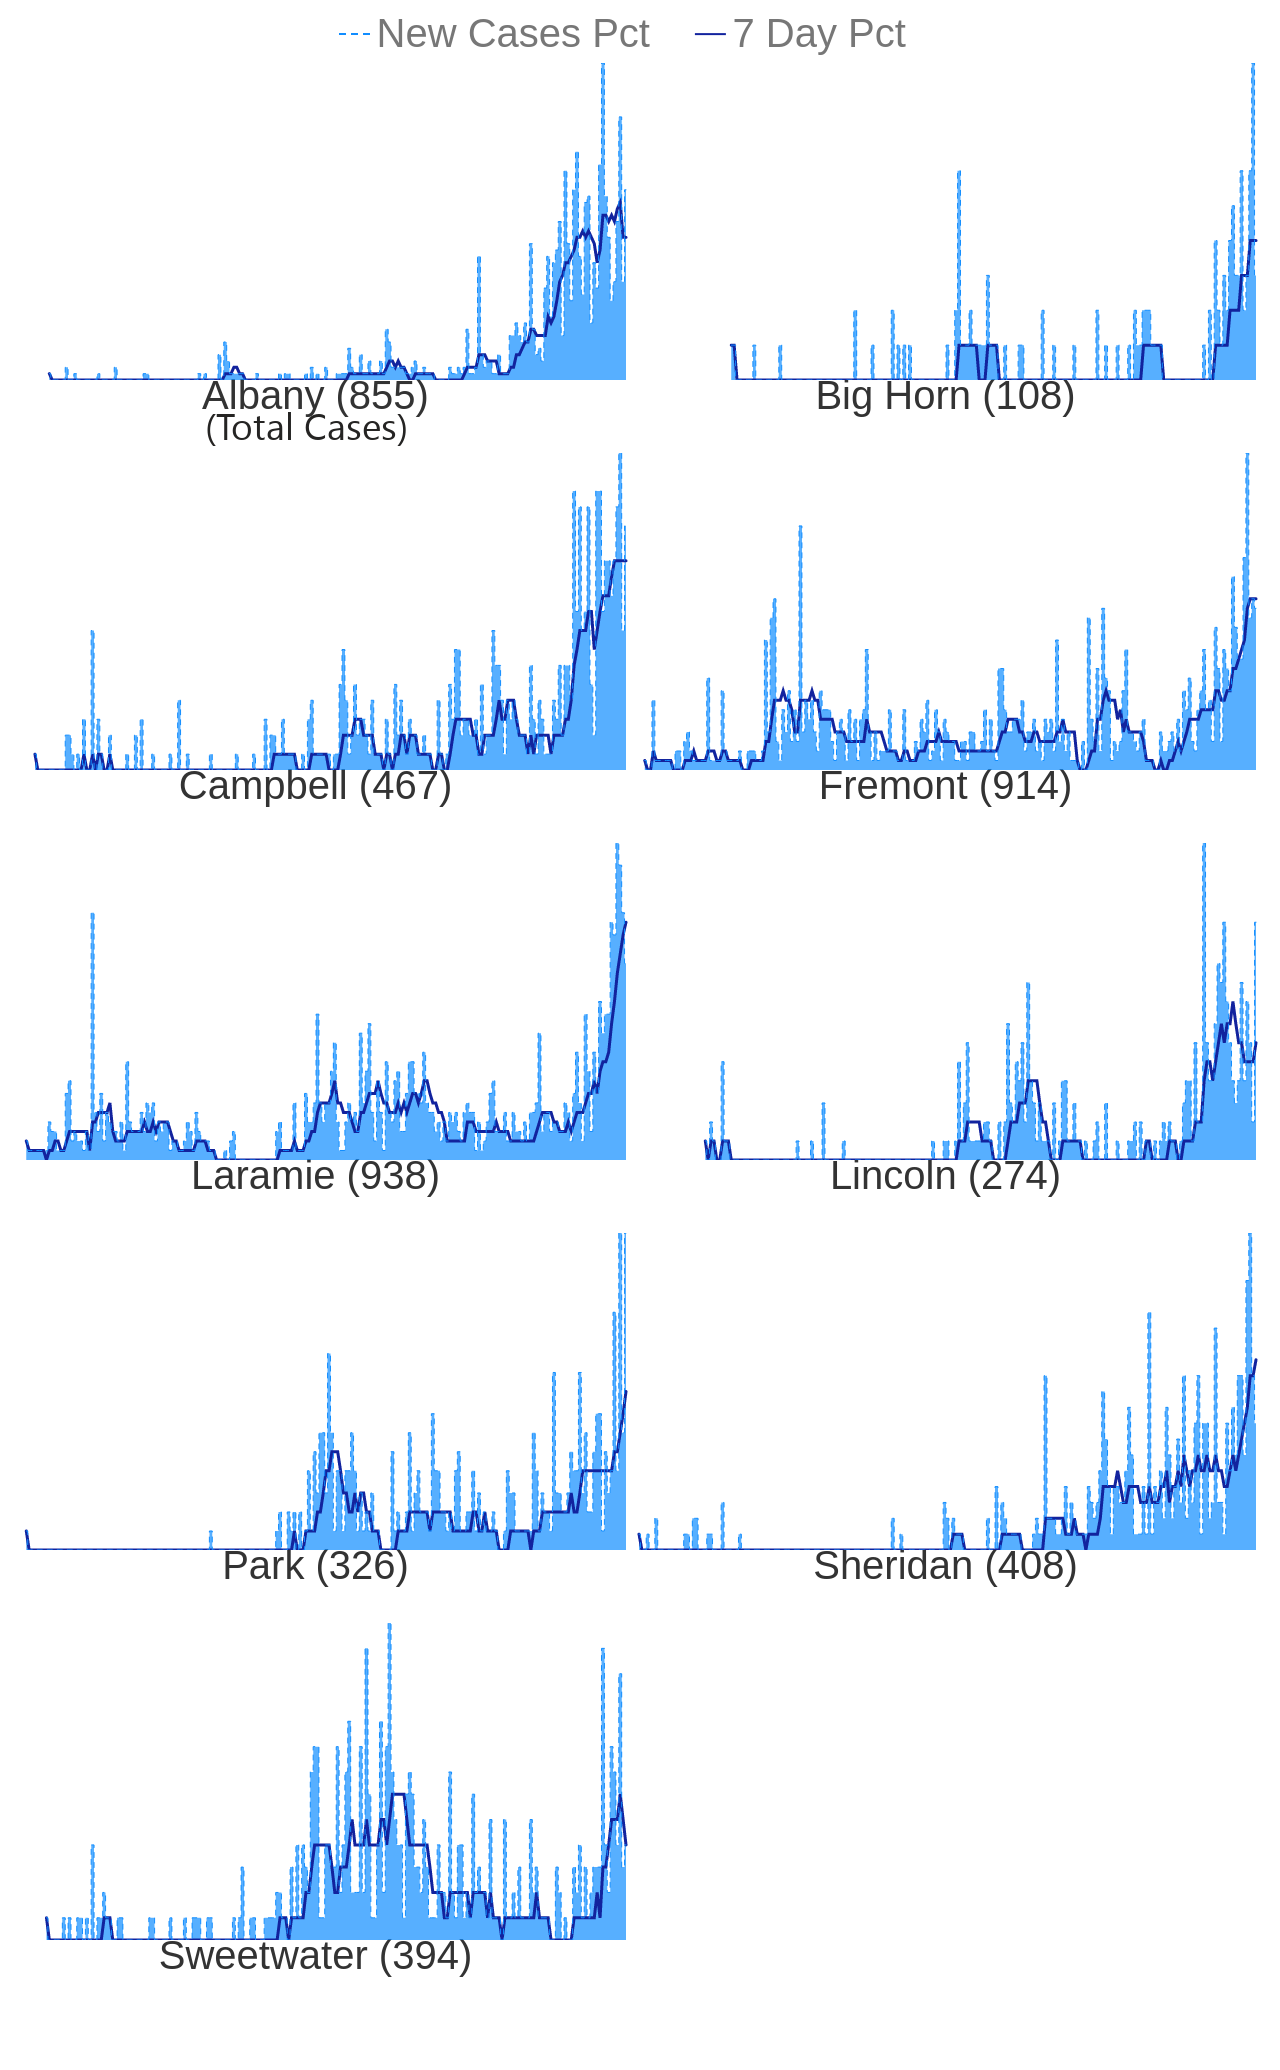 New Cases Pct 7 Day Pct
Albany (855) Big Horn (108)
(Total Cases)
Campbell (467) Fremont (914)
Laramie (938) Lincoln (274)
Park (326) Sheridan (408)
Sweetwater (394)